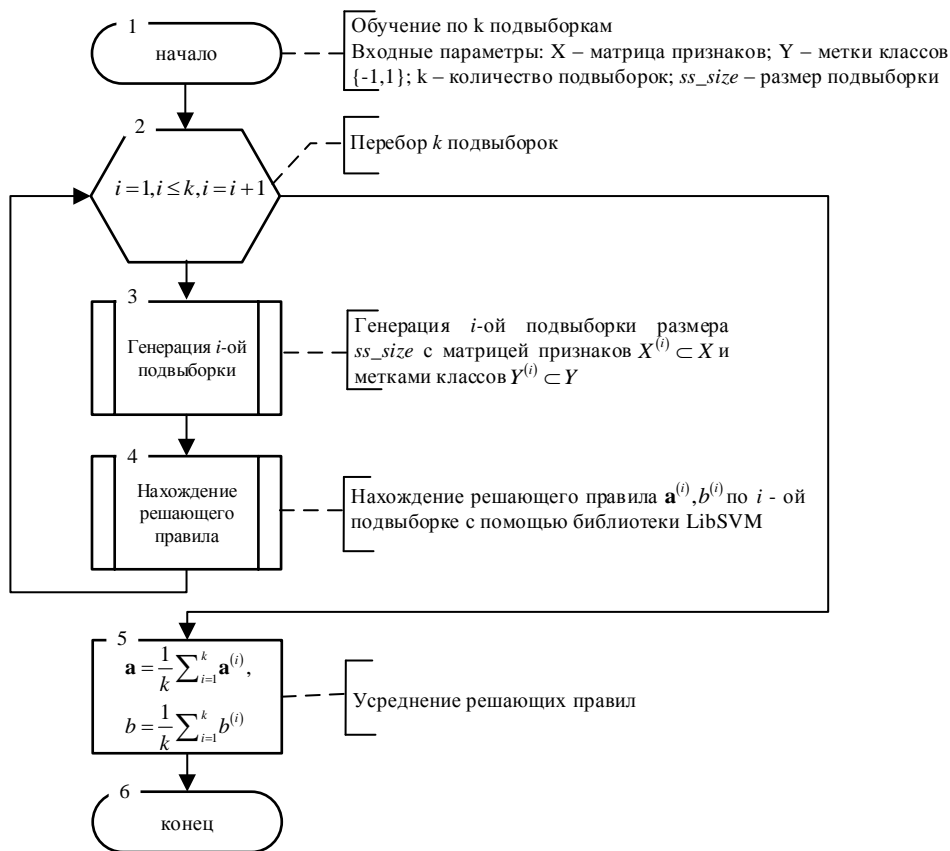 1
начало
Обучение по k подвыборкам
Входные параметры: X – матрица признаков; Y – метки классов
{-1,1}; k – количество подвыборок; ss_size – размер подвыборки
2
i = 1, i ≤ k, i = i + 1
Перебор k подвыборок
3
Генерация i-ой
подвыборки
Генерация i-ой подвыборки размера
ss_size с матрицей признаков X^(i) ⊂ X и
метками классов Y^(i) ⊂ Y
4
Нахождение
решающего
правила
Нахождение решающего правила a^(i), b^(i) по i - ой
подвыборке с помощью библиотеки LibSVM
5
a = 1/k ∑_{i=1}^{k} a^(i),
b = 1/k ∑_{i=1}^{k} b^(i)
Усреднение решающих правил
6
конец